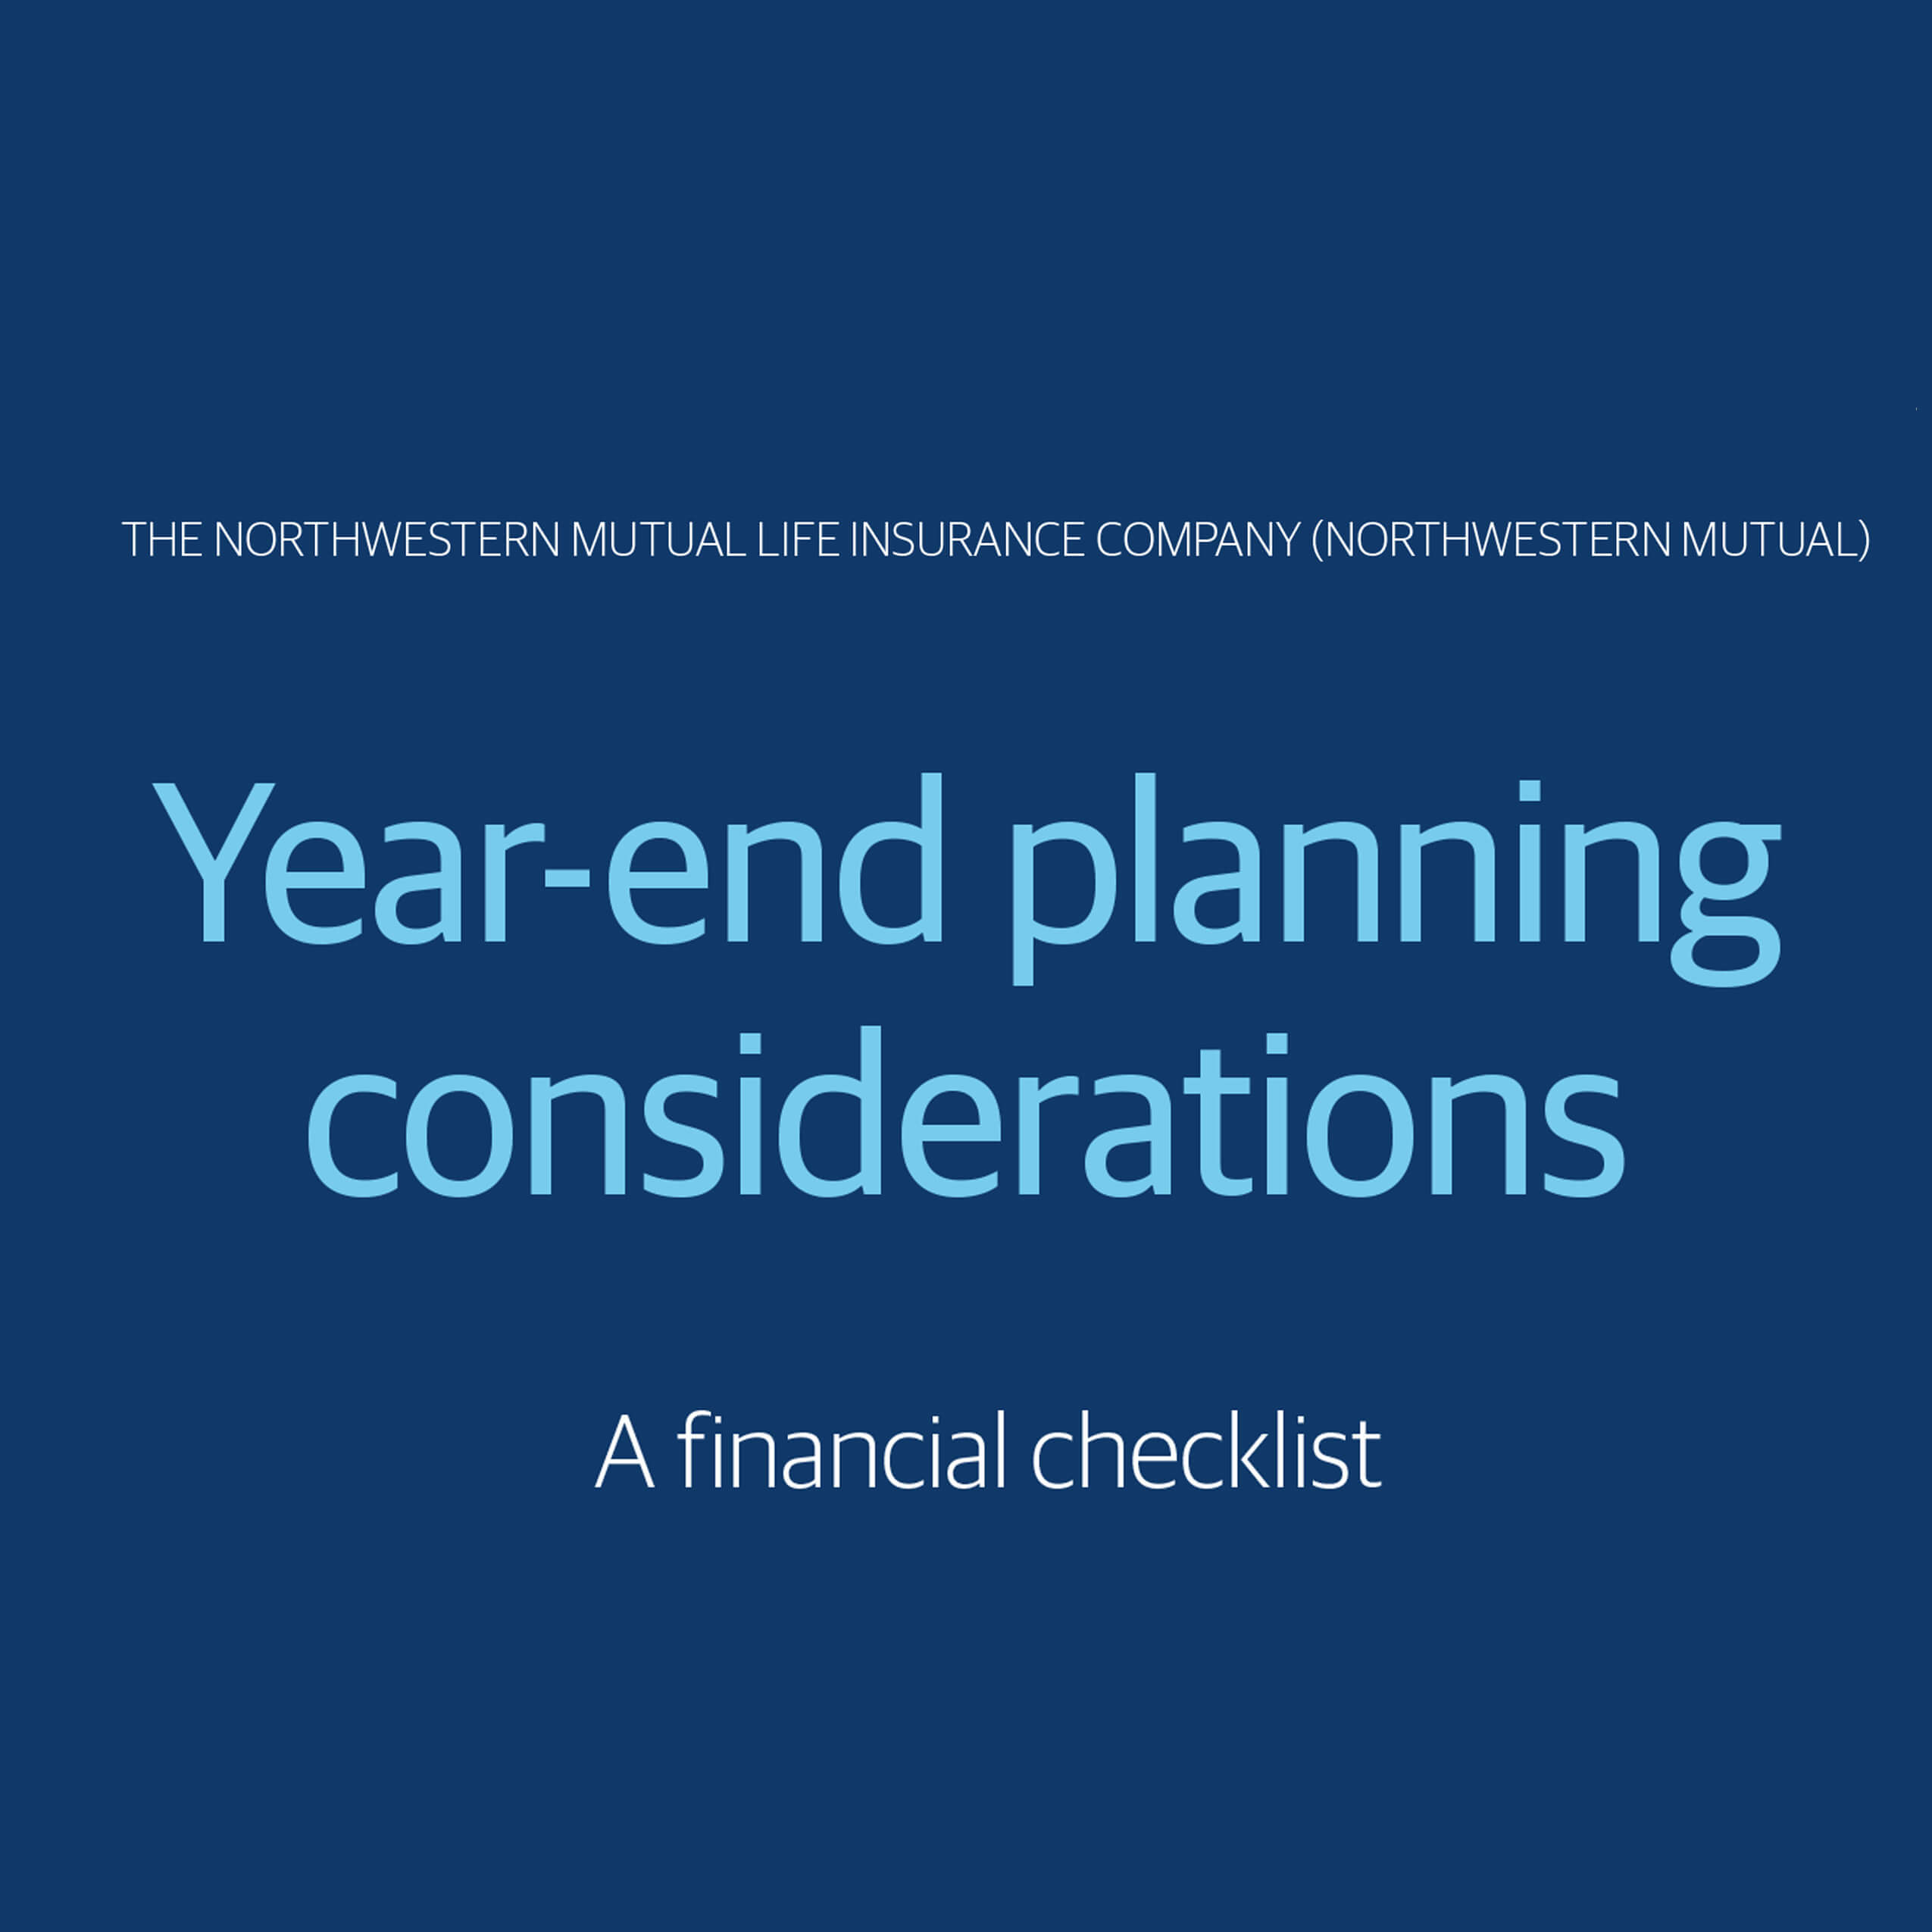 THE NORTHWESTERN MUTUAL LIFE INSURANCE COMPANY (NORTHWESTERN MUTUAL)
Year-end planning
considerations
A financial checklist